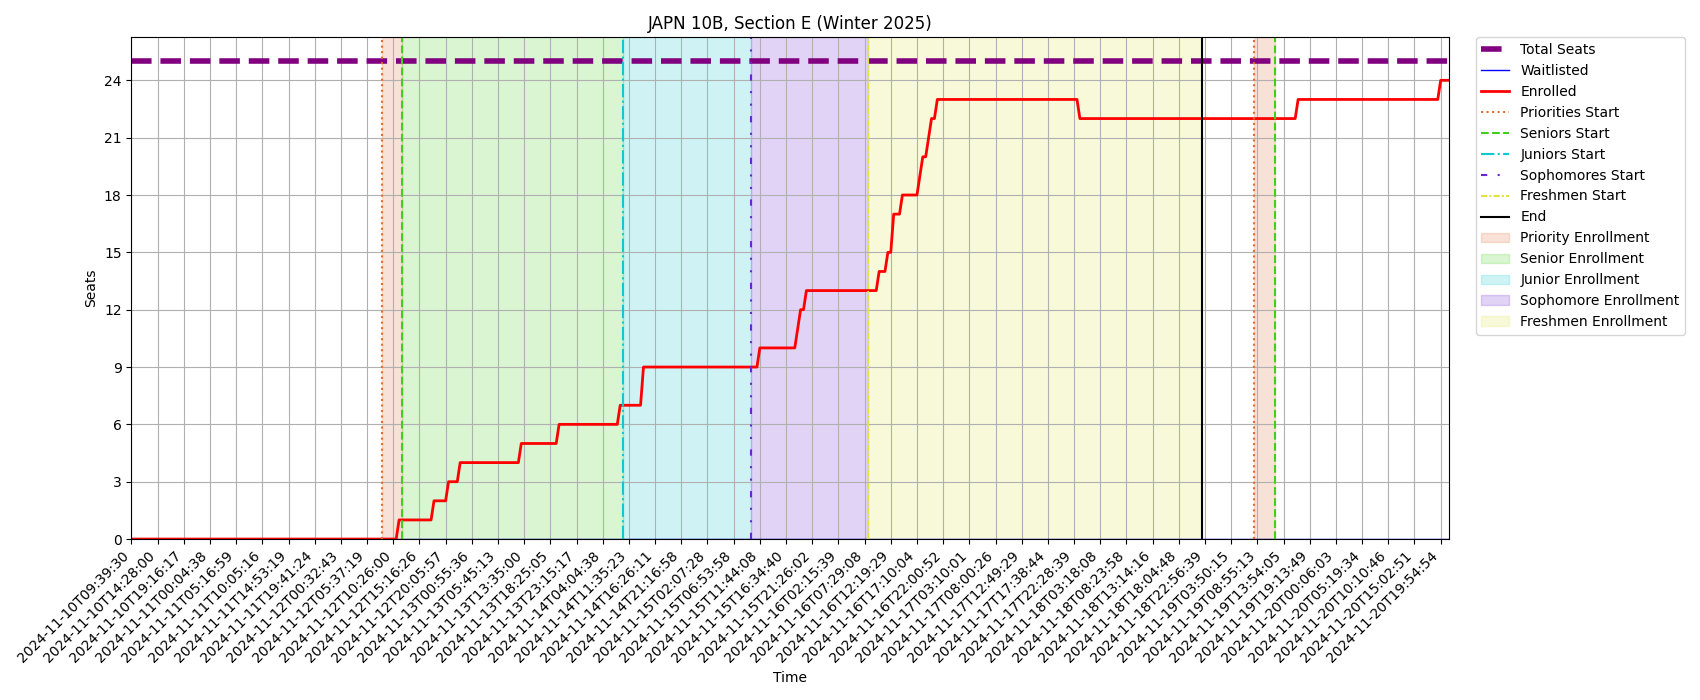 JAPN 10B, Section E (Winter 2025)
Seats
24
21
18
15
12
9
6
3
0
2024-11-10T09:39:30
2024-11-10T14:28:00
2024-11-10T19:16:17
2024-11-11T00:04:38
2024-11-11T05:16:59
2024-11-11T10:05:16
2024-11-11T14:53:19
2024-11-11T19:41:24
2024-11-12T00:32:43
2024-11-12T05:37:19
2024-11-12T10:26:00
2024-11-12T15:16:26
2024-11-12T20:05:57
2024-11-13T00:55:36
2024-11-13T05:45:13
2024-11-13T13:35:00
2024-11-13T18:25:05
2024-11-13T23:15:17
2024-11-14T04:04:38
2024-11-14T11:35:23
2024-11-14T16:26:11
2024-11-14T21:16:58
2024-11-15T02:07:28
2024-11-15T06:53:58
2024-11-15T11:44:08
2024-11-15T16:34:40
2024-11-15T21:26:02
2024-11-16T02:15:39
2024-11-16T07:29:08
2024-11-16T12:19:29
2024-11-16T17:10:04
2024-11-16T22:00:52
2024-11-17T03:10:01
2024-11-17T08:00:26
2024-11-17T12:49:29
2024-11-17T17:38:44
2024-11-17T22:28:39
2024-11-18T03:18:08
2024-11-18T08:23:58
2024-11-18T13:14:16
2024-11-18T18:04:48
2024-11-18T22:56:39
2024-11-19T03:50:15
2024-11-19T08:55:13
2024-11-19T13:54:05
2024-11-19T19:13:49
2024-11-20T00:06:03
2024-11-20T05:19:34
2024-11-20T10:10:46
2024-11-20T15:02:51
2024-11-20T19:54:54
Time
Total Seats
Waitlisted
Enrolled
Priorities Start
Seniors Start
Juniors Start
Sophomores Start
Freshmen Start
End
Priority Enrollment
Senior Enrollment
Junior Enrollment
Sophomore Enrollment
Freshmen Enrollment